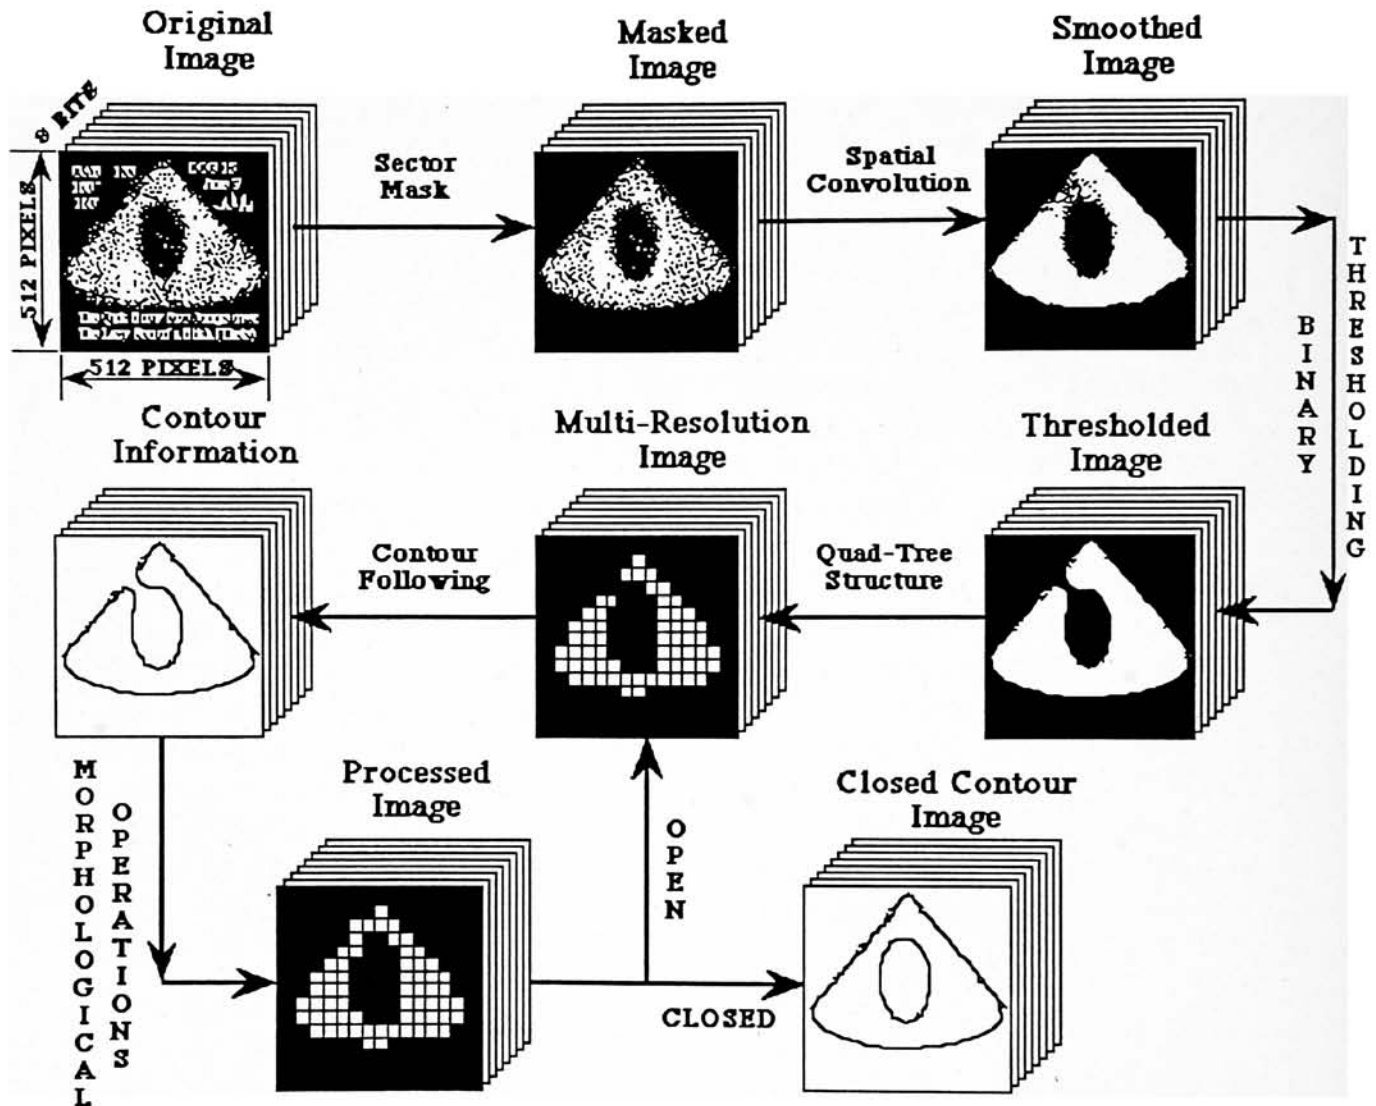 Original
Image
Masked
Image
Smoothed
Image
8 BITE
512 PIXELS
512 PIXELS
Sector
Mask
Spatial
Convolution
BINARY
THRESHOLDING
Contour
Information
Multi-Resolution
Image
Thresholded
Image
Contour
Following
Quad-Tree
Structure
MORPHOLOGICAL
OPERATIONS
Processed
Image
OPEN
Closed Contour
Image
CLOSED